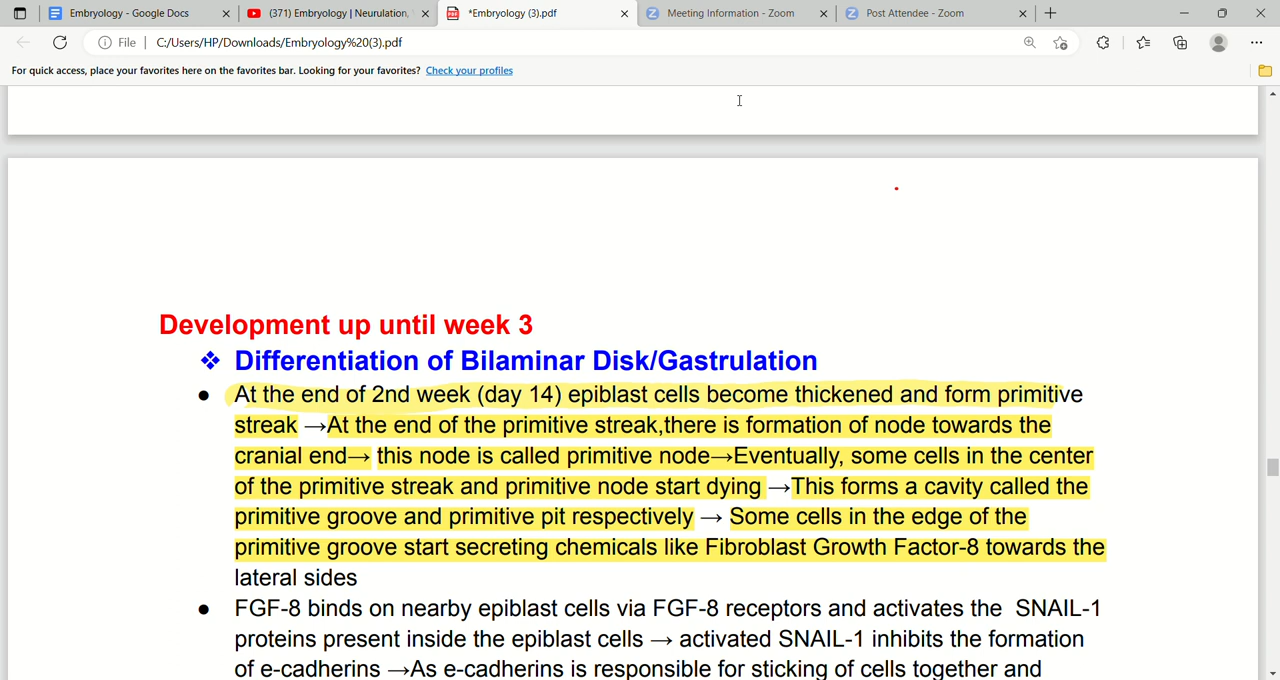 Embryology - Google Docs
(371) Embryology | Neurulation,
PDF
*Embryology (3).pdf
Meeting Information - Zoom
Post Attendee - Zoom
File
C:/Users/HP/Downloads/Embryology%20(3).pdf
For quick access, place your favorites here on the favorites bar. Looking for your favorites? Check your profiles
Development up until week 3
❖ Differentiation of Bilaminar Disk/Gastrulation
● At the end of 2nd week (day 14) epiblast cells become thickened and form primitive
streak →At the end of the primitive streak,there is formation of node towards the
cranial end→ this node is called primitive node→Eventually, some cells in the center
of the primitive streak and primitive node start dying →This forms a cavity called the
primitive groove and primitive pit respectively → Some cells in the edge of the
primitive groove start secreting chemicals like Fibroblast Growth Factor-8 towards the
lateral sides
● FGF-8 binds on nearby epiblast cells via FGF-8 receptors and activates the SNAIL-1
proteins present inside the epiblast cells → activated SNAIL-1 inhibits the formation
of e-cadherins →As e-cadherins is responsible for sticking of cells together and